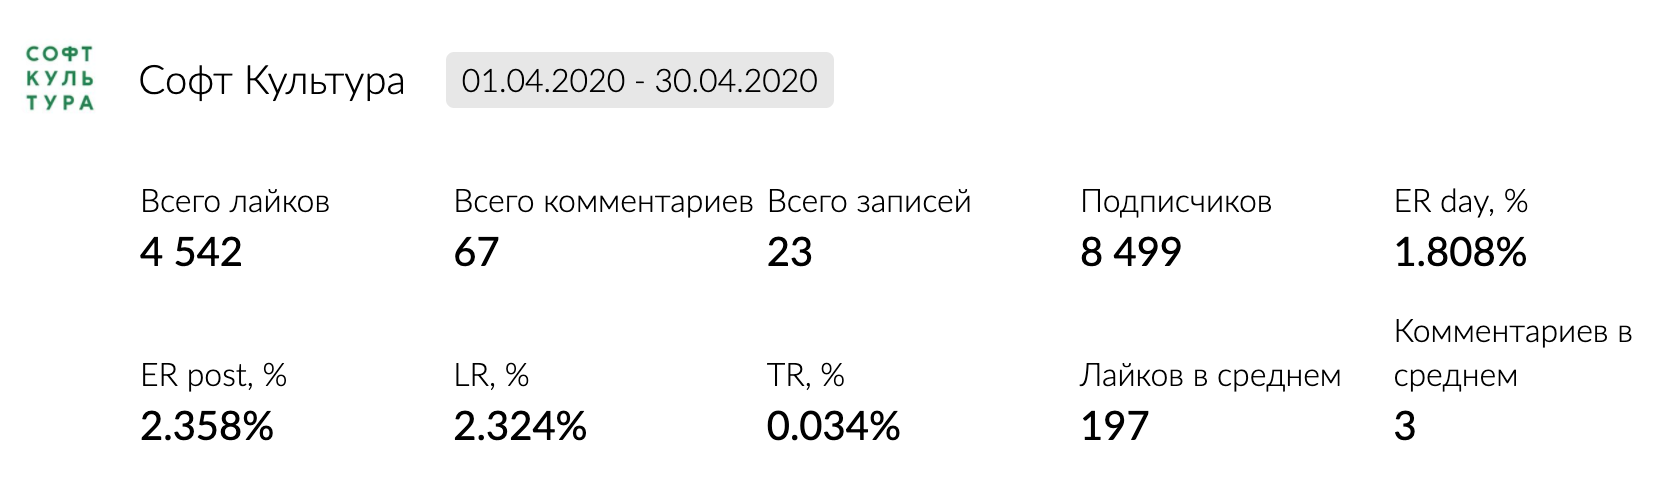 СОФТ
КУЛЬ
ТУРА
Софт Культура 01.04.2020 - 30.04.2020
Всего лайков Всего комментариев Всего записей Подписчиков ER day, %
4 542 67 23 8 499 1.808%
ER post, % LR, % TR, % Лайков в среднем Комментариев в
среднем
2.358% 2.324% 0.034% 197 3